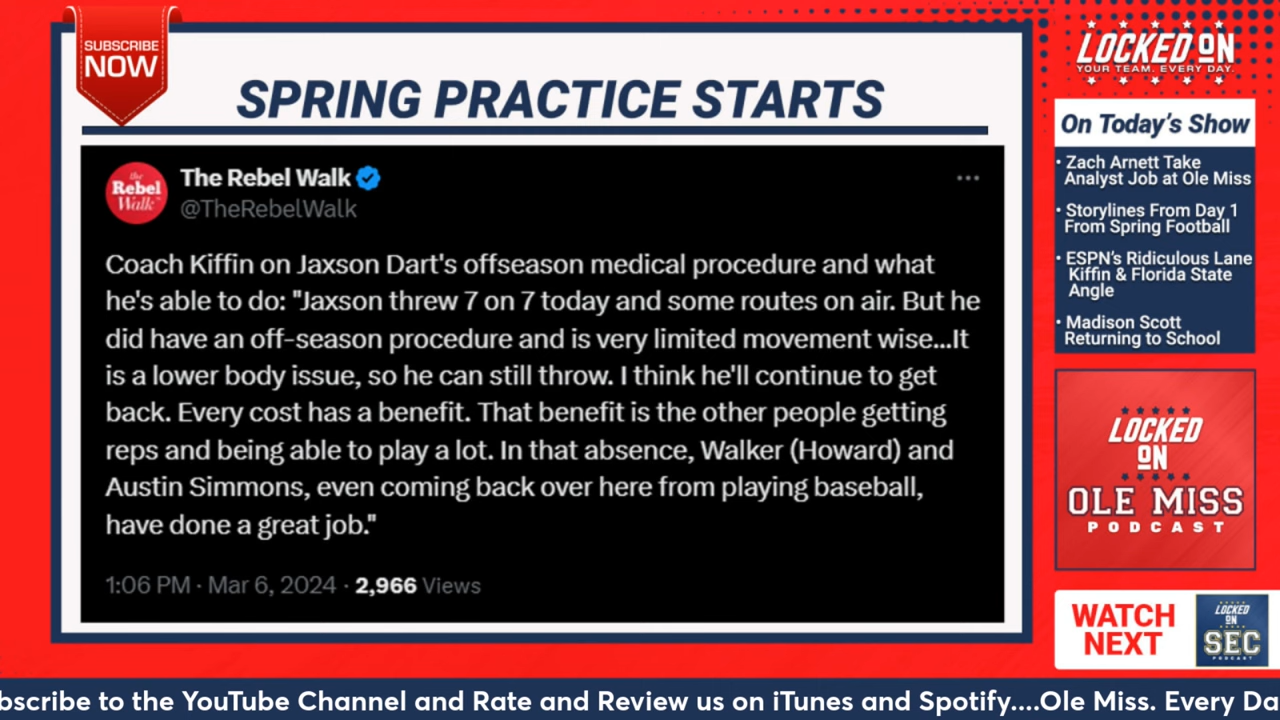 SUBSCRIBE
NOW
SPRING PRACTICE STARTS
the
Rebel
Walk
The Rebel Walk
@TheRebelWalk
Coach Kiffin on Jaxson Dart's offseason medical procedure and what
he's able to do: "Jaxson threw 7 on 7 today and some routes on air. But he
did have an off-season procedure and is very limited movement wise...It
is a lower body issue, so he can still throw. I think he'll continue to get
back. Every cost has a benefit. That benefit is the other people getting
reps and being able to play a lot. In that absence, Walker (Howard) and
Austin Simmons, even coming back over here from playing baseball,
have done a great job."
1:06 PM · Mar 6, 2024 · 2,966 Views
LOCKED ON
YOUR TEAM. EVERY DAY.
On Today's Show
• Zach Arnett Take
Analyst Job at Ole Miss
• Storylines From Day 1
From Spring Football
• ESPN's Ridiculous Lane
Kiffin & Florida State
Angle
• Madison Scott
Returning to School
LOCKED
ON
OLE MISS
PODCAST
WATCH
NEXT
LOCKED
ON
SEC
PODCAST
bscribe to the YouTube Channel and Rate and Review us on iTunes and Spotify....Ole Miss. Every Da